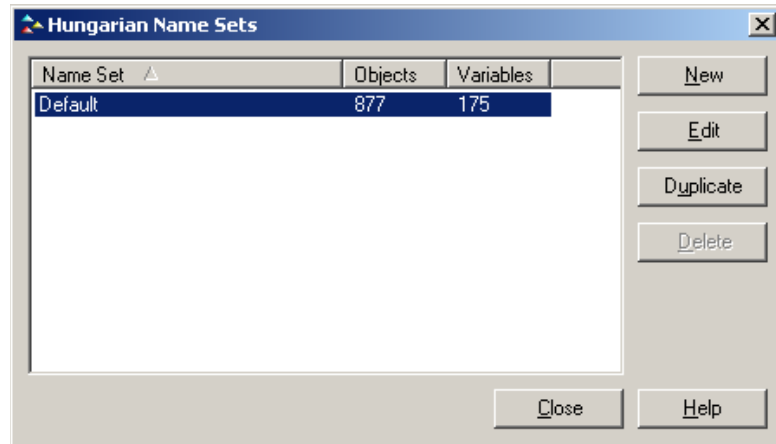 Hungarian Name Sets
Name Set Objects Variables
Default 877 175
New
Edit
Duplicate
Delete
Close Help